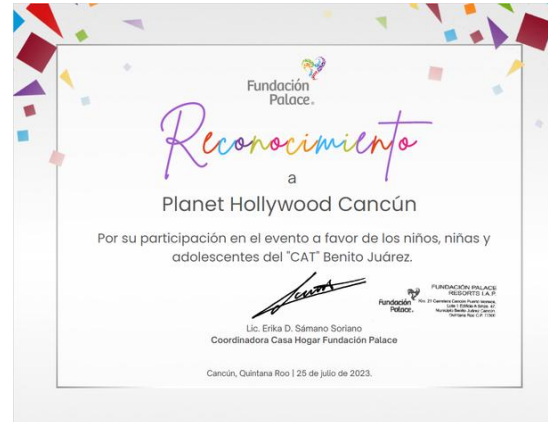 Fundación
Palace.
Reconocimiento
a
Planet Hollywood Cancún
Por su participación en el evento a favor de los niños, niñas y
adolescentes del "CAT" Benito Juárez.
Fundación
Palace.
FUNDACIÓN PALACE
RESORTS I.A.P.
Lic. Erika D. Sámano Soriano
Coordinadora Casa Hogar Fundación Palace
Cancún, Quintana Roo | 25 de julio de 2023.